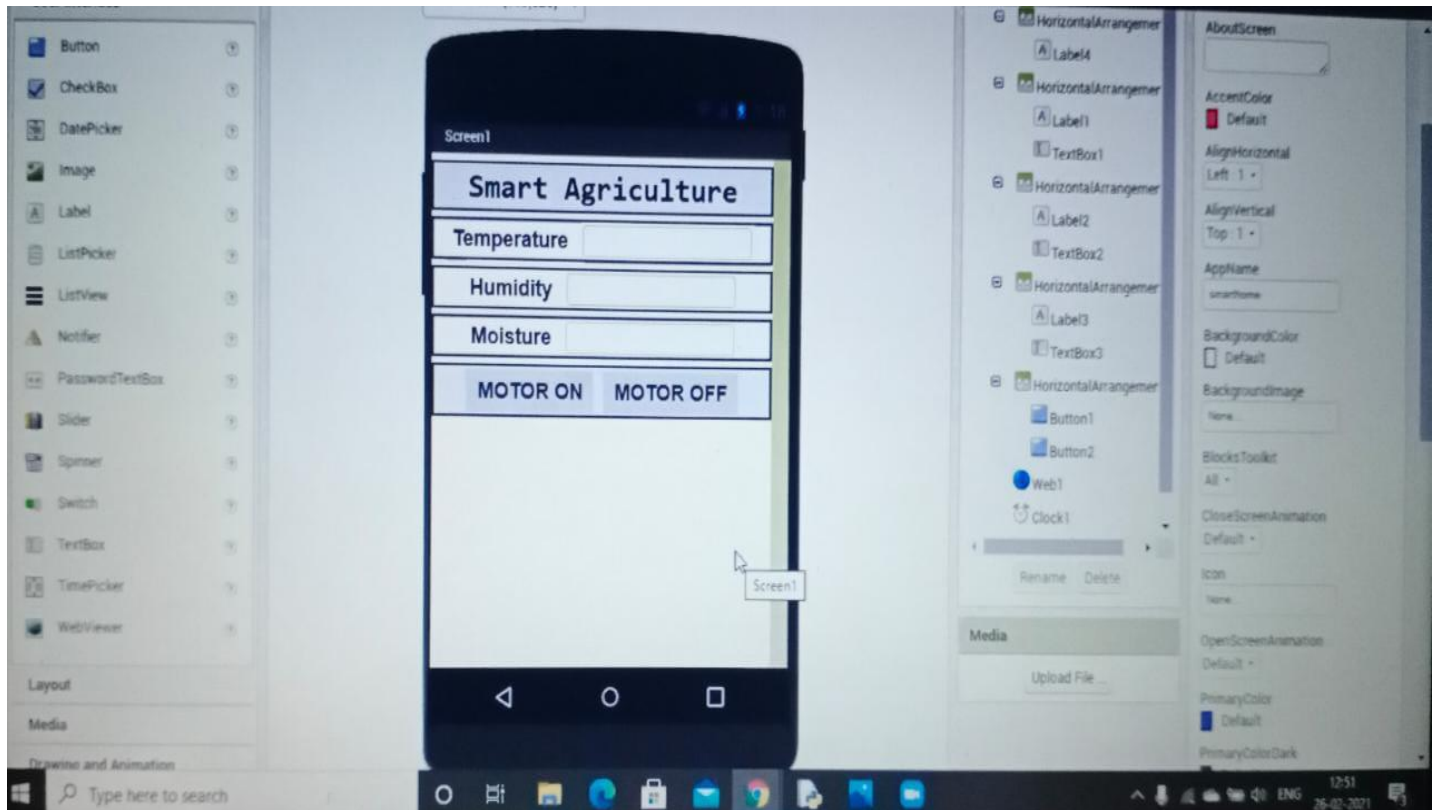 Button
CheckBox
DatePicker
Image
Label
ListPicker
ListView
Notifier
PasswordTextBox
Slider
Spinner
Switch
TextBox
TimePicker
WebViewer
Layout
Media
Drawing and Animation
Screen1
Smart Agriculture
Temperature
Humidity
Moisture
MOTOR ON MOTOR OFF
Screen1
HorizontalArrangemer
Label4
HorizontalArrangemer
Label1
TextBox1
HorizontalArrangemer
Label2
TextBox2
HorizontalArrangemer
Label3
TextBox3
HorizontalArrangemer
Button1
Button2
Web1
Clock1
Rename Delete
Media
Upload File ...
AboutScreen
AccentColor
Default
AlignHorizontal
Left : 1
AlignVertical
Top : 1
AppName
smarthome
BackgroundColor
Default
BackgroundImage
None...
BlocksToolkit
All
CloseScreenAnimation
Default
Icon
None...
OpenScreenAnimation
Default
PrimaryColor
Default
PrimaryColorDark
Type here to search
ENG
12:51
26-02-2021